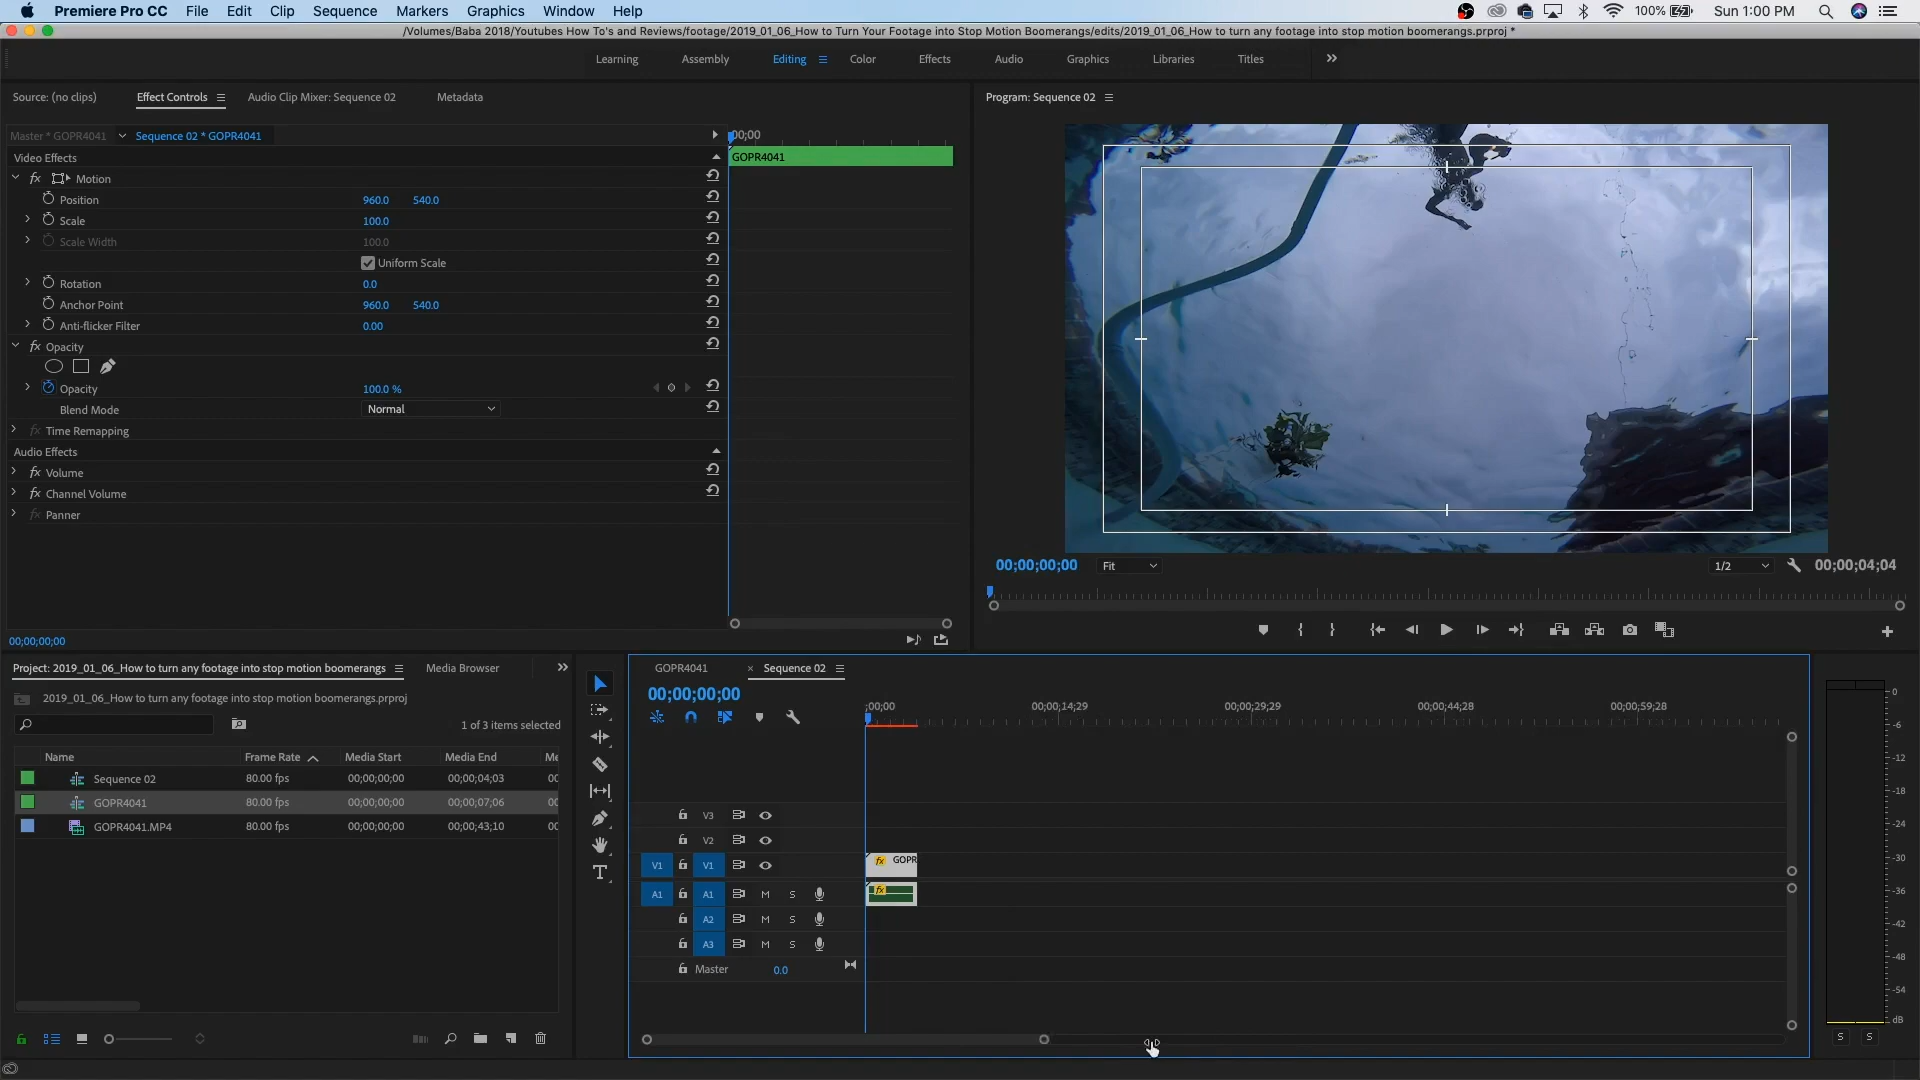 Premiere Pro CC File Edit Clip Sequence Markers Graphics Window Help 100% Sun 1:00 PM
/Volumes/Baba 2018/Youtubes How To's and Reviews/footage/2019_01_06_How to Turn Your Footage into Stop Motion Boomerangs/edits/2019_01_06_How to turn any footage into stop motion boomerangs.prproj *
Learning Assembly Editing Color Effects Audio Graphics Libraries Titles
Source: (no clips) Effect Controls Audio Clip Mixer: Sequence 02 Metadata
Master * GOPR4041 Sequence 02 * GOPR4041
Video Effects
fx Motion
Position 960.0 540.0
Scale 100.0
Scale Width 100.0
Uniform Scale
Rotation 0.0
Anchor Point 960.0 540.0
Anti-flicker Filter 0.00
fx Opacity
Opacity 100.0 %
Blend Mode Normal
fx Time Remapping
Audio Effects
fx Volume
fx Channel Volume
fx Panner
00;00;00;00
;00;00
GOPR4041
Program: Sequence 02
00;00;00;00 Fit 1/2 00;00;04;04
Project: 2019_01_06_How to turn any footage into stop motion boomerangs Media Browser
2019_01_06_How to turn any footage into stop motion boomerangs.prproj
1 of 3 items selected
Name Frame Rate Media Start Media End Me
Sequence 02 80.00 fps 00;00;00;00 00;00;04;03 00
GOPR4041 80.00 fps 00;00;00;00 00;00;07;06 00
GOPR4041.MP4 80.00 fps 00;00;00;00 00;00;43;10 00
GOPR4041 × Sequence 02
00;00;00;00
;00;00 00;00;14;29 00;00;29;29 00;00;44;28 00;00;59;28
V3
V2
V1 V1 fx GOPR
A1 A1 M S fx
A2 M S
A3 M S
Master 0.0
0
-6
-12
-18
-24
-30
-36
-42
-48
-54
dB
S S